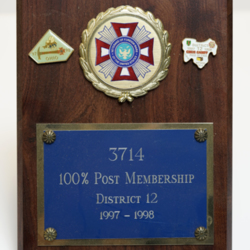 3714
100% POST MEMBERSHIP
DISTRICT 12
1997 – 1998